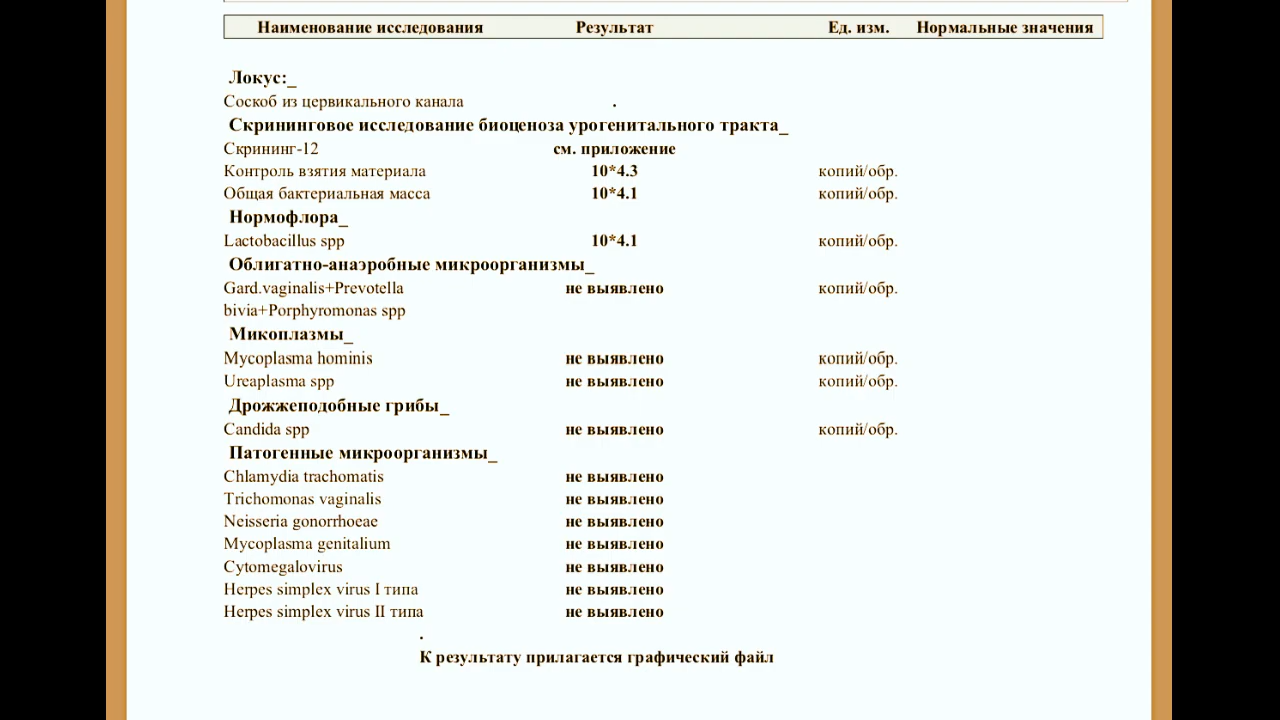 Наименование исследования Результат Ед. изм. Нормальные значения
Локус:_
Соскоб из цервикального канала .
Скрининговое исследование биоценоза урогенитального тракта_
Скрининг-12 см. приложение
Контроль взятия материала 10*4.3 копий/обр.
Общая бактериальная масса 10*4.1 копий/обр.
Нормофлора_
Lactobacillus spp 10*4.1 копий/обр.
Облигатно-анаэробные микроорганизмы_
Gard.vaginalis+Prevotella не выявлено копий/обр.
bivia+Porphyromonas spp
Микоплазмы_
Mycoplasma hominis не выявлено копий/обр.
Ureaplasma spp не выявлено копий/обр.
Дрожжеподобные грибы_
Candida spp не выявлено копий/обр.
Патогенные микроорганизмы_
Chlamydia trachomatis не выявлено
Trichomonas vaginalis не выявлено
Neisseria gonorrhoeae не выявлено
Mycoplasma genitalium не выявлено
Cytomegalovirus не выявлено
Herpes simplex virus I типа не выявлено
Herpes simplex virus II типа не выявлено
.
К результату прилагается графический файл